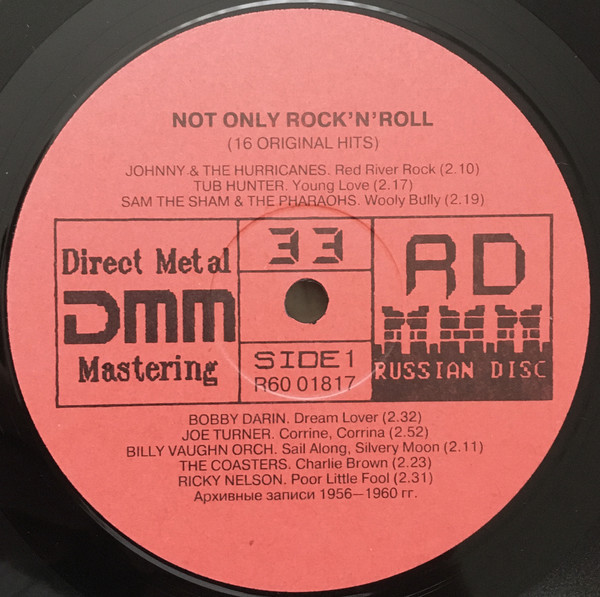 NOT ONLY ROCK'N'ROLL
(16 ORIGINAL HITS)
JOHNNY & THE HURRICANES. Red River Rock (2.10)
TUB HUNTER. Young Love (2.17)
SAM THE SHAM & THE PHARAOHS. Wooly Bully (2.19)
Direct Metal
DMM
Mastering
33
SIDE 1
R60 01817
RD
RUSSIAN DISC
BOBBY DARIN. Dream Lover (2.32)
JOE TURNER. Corrine, Corrina (2.52)
BILLY VAUGHN ORCH. Sail Along, Silvery Moon (2.11)
THE COASTERS. Charlie Brown (2.23)
RICKY NELSON. Poor Little Fool (2.31)
Архивные записи 1956—1960 гг.